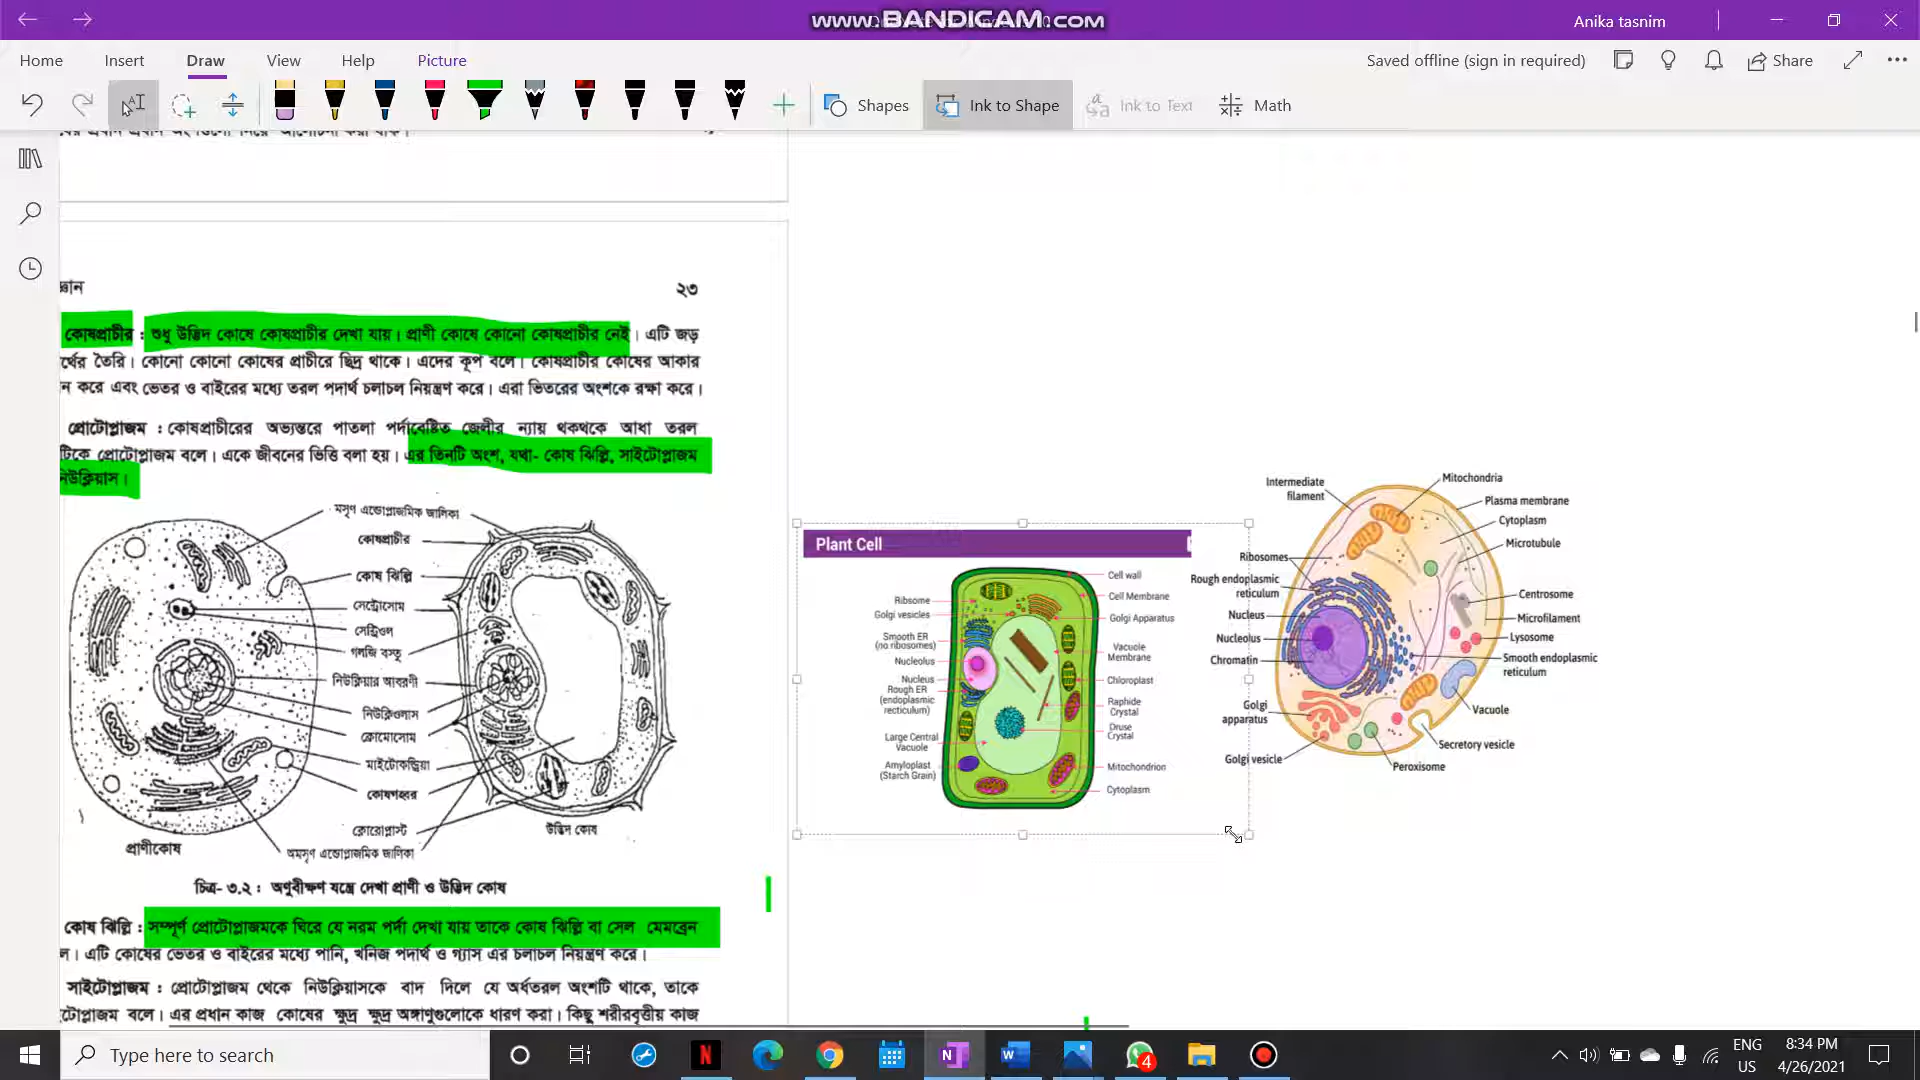 www.BANDICAM.com
Anika tasnim
Home Insert Draw View Help Picture
Saved offline (sign in required) Share
Shapes Ink to Shape Ink to Text Math
২৩
কোষপ্রাচীর : শুধু উদ্ভিদ কোষে কোষপ্রাচীর দেখা যায়। প্রাণী কোষে কোনো কোষপ্রাচীর নেই। এটি জড়
তৈরি। কোনো কোনো কোষের প্রাচীরে ছিদ্র থাকে। এদের কূপ বলে। কোষপ্রাচীর কোষের আকার
ন করে এবং ভেতর ও বাইরের মধ্যে তরল পদার্থ চলাচল নিয়ন্ত্রণ করে। এরা ভিতরের অংশকে রক্ষা করে।
প্রোটোপ্লাজম : কোষপ্রাচীরের অভ্যন্তরে পাতলা পর্দাবেষ্টিত জেলীর ন্যায় থকথকে আধা তরল
টিকে প্রোটোপ্লাজম বলে। একে জীবনের ভিত্তি বলা হয়। এর তিনটি অংশ, যথা- কোষ ঝিল্লি, সাইটোপ্লাজম
নিউক্লিয়াস।
মসৃণ এন্ডোপ্লাজমিক জালিকা
কোষপ্রাচীর
কোষ ঝিল্লি
সেন্ট্রোসোম
সেন্ট্রিওল
গলজি বস্তু
নিউক্লিয়ার আবরণী
নিউক্লিওলাস
ক্রোমোসোম
মাইটোকন্ড্রিয়া
কোষগহ্বর
ক্লোরোপ্লাস্ট
উদ্ভিদ কোষ
প্রাণীকোষ
অমসৃণ এন্ডোপ্লাজমিক জালিকা
চিত্র- ৩.২ : অণুবীক্ষণ যন্ত্রে দেখা প্রাণী ও উদ্ভিদ কোষ
কোষ ঝিল্লি : সম্পূর্ণ প্রোটোপ্লাজমকে ঘিরে যে নরম পর্দা দেখা যায় তাকে কোষ ঝিল্লি বা সেল মেমব্রেন
ল। এটি কোষের ভেতর ও বাইরের মধ্যে পানি, খনিজ পদার্থ ও গ্যাস এর চলাচল নিয়ন্ত্রণ করে।
সাইটোপ্লাজম : প্রোটোপ্লাজম থেকে নিউক্লিয়াসকে বাদ দিলে যে অর্ধতরল অংশটি থাকে, তাকে
টোপ্লাজম বলে। এর প্রধান কাজ কোষের ক্ষুদ্র ক্ষুদ্র অঙ্গাণুগুলোকে ধারণ করা। কিছু শরীরবৃত্তীয় কাজ
Plant Cell
Ribsome
Golgi vesicles
Smooth ER
(no ribosomes)
Nucleolus
Nucleus
Rough ER
(endoplasmic
recticulum)
Large Central
Vacuole
Amyloplast
(Starch Grain)
Cell wall
Cell Membrane
Golgi Apparatus
Vacuole
Membrane
Chloroplast
Raphide
Crystal
Druse
Crystal
Mitochondrion
Cytoplasm
Intermediate
filament
Ribosomes
Rough endoplasmic
reticulum
Nucleus
Nucleolus
Chromatin
Golgi
apparatus
Golgi vesicle
Mitochondria
Plasma membrane
Cytoplasm
Microtubule
Centrosome
Microfilament
Lysosome
Smooth endoplasmic
reticulum
Vacuole
Secretory vesicle
Peroxisome
Type here to search
4
ENG
US
8:34 PM
4/26/2021